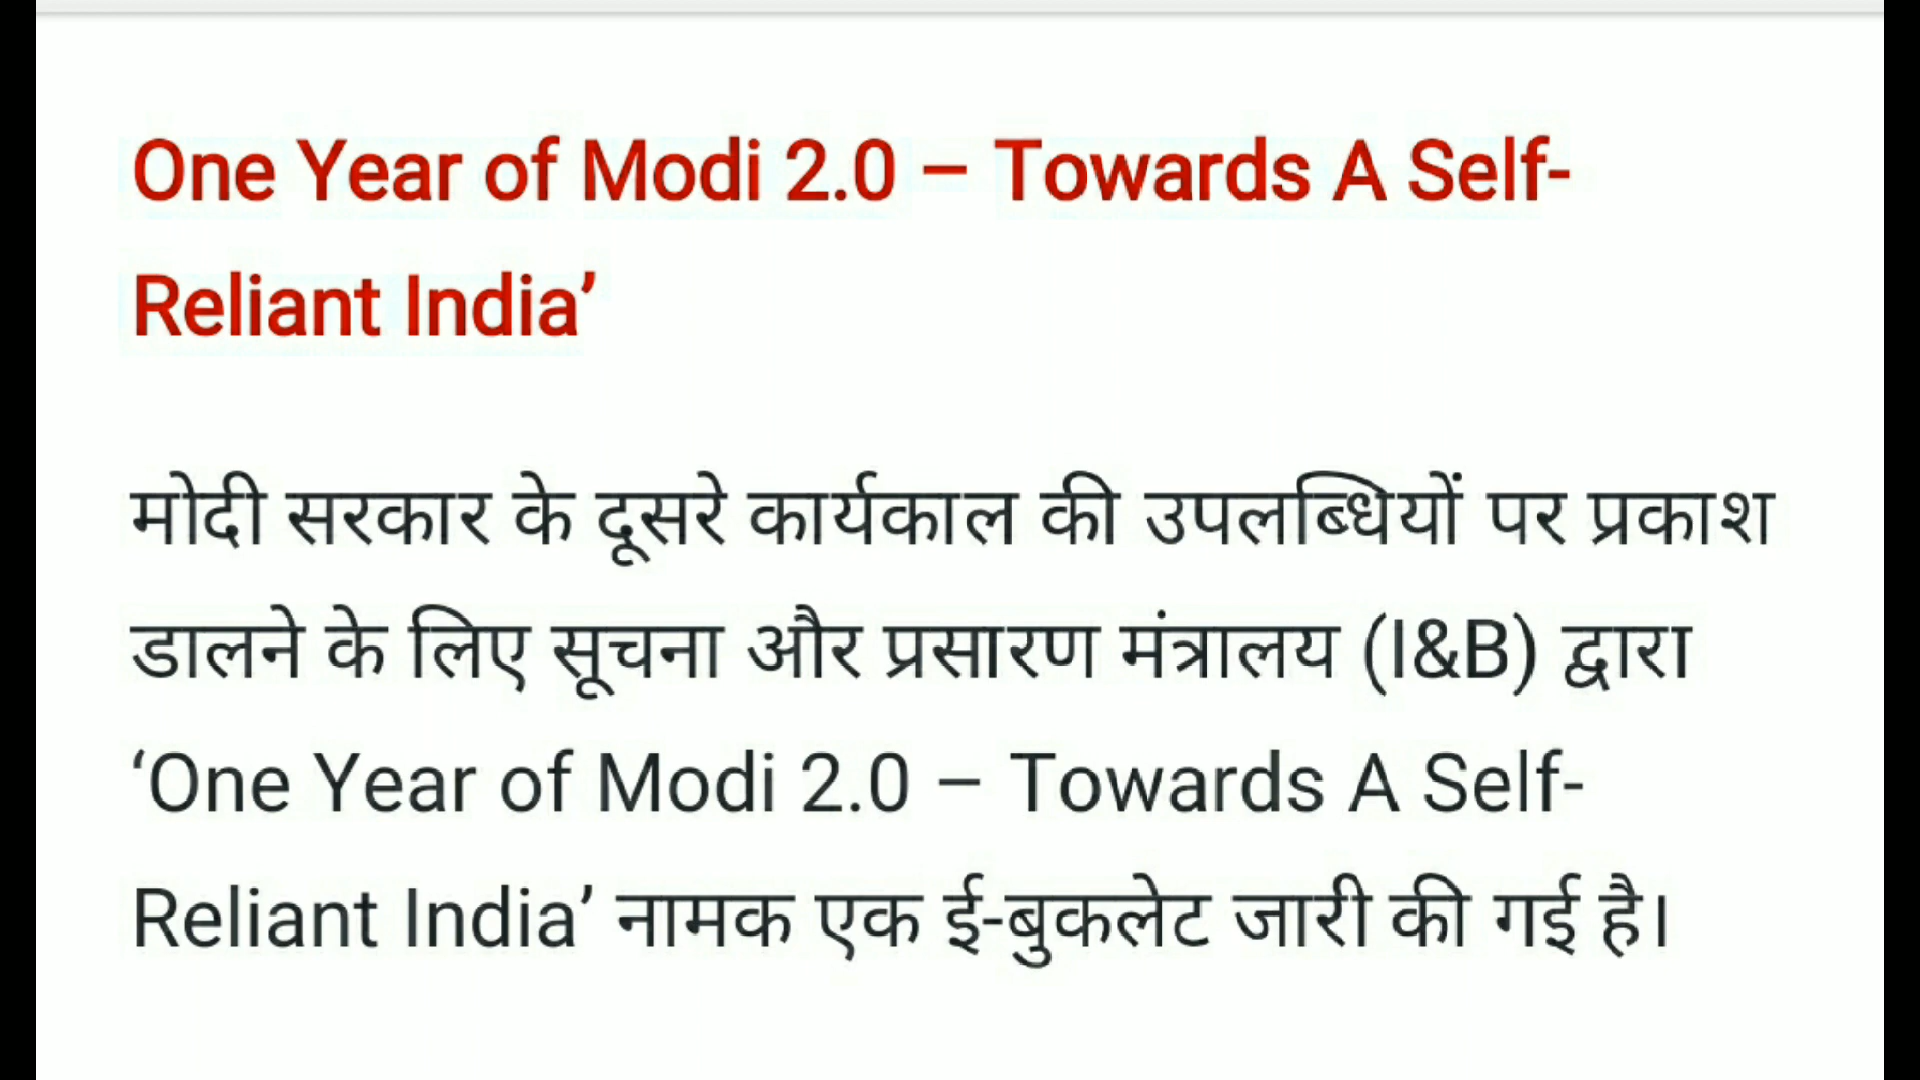 One Year of Modi 2.0 – Towards A Self-
Reliant India’
मोदी सरकार के दूसरे कार्यकाल की उपलब्धियों पर प्रकाश
डालने के लिए सूचना और प्रसारण मंत्रालय (I&B) द्वारा
‘One Year of Modi 2.0 – Towards A Self-
Reliant India’ नामक एक ई-बुकलेट जारी की गई है।